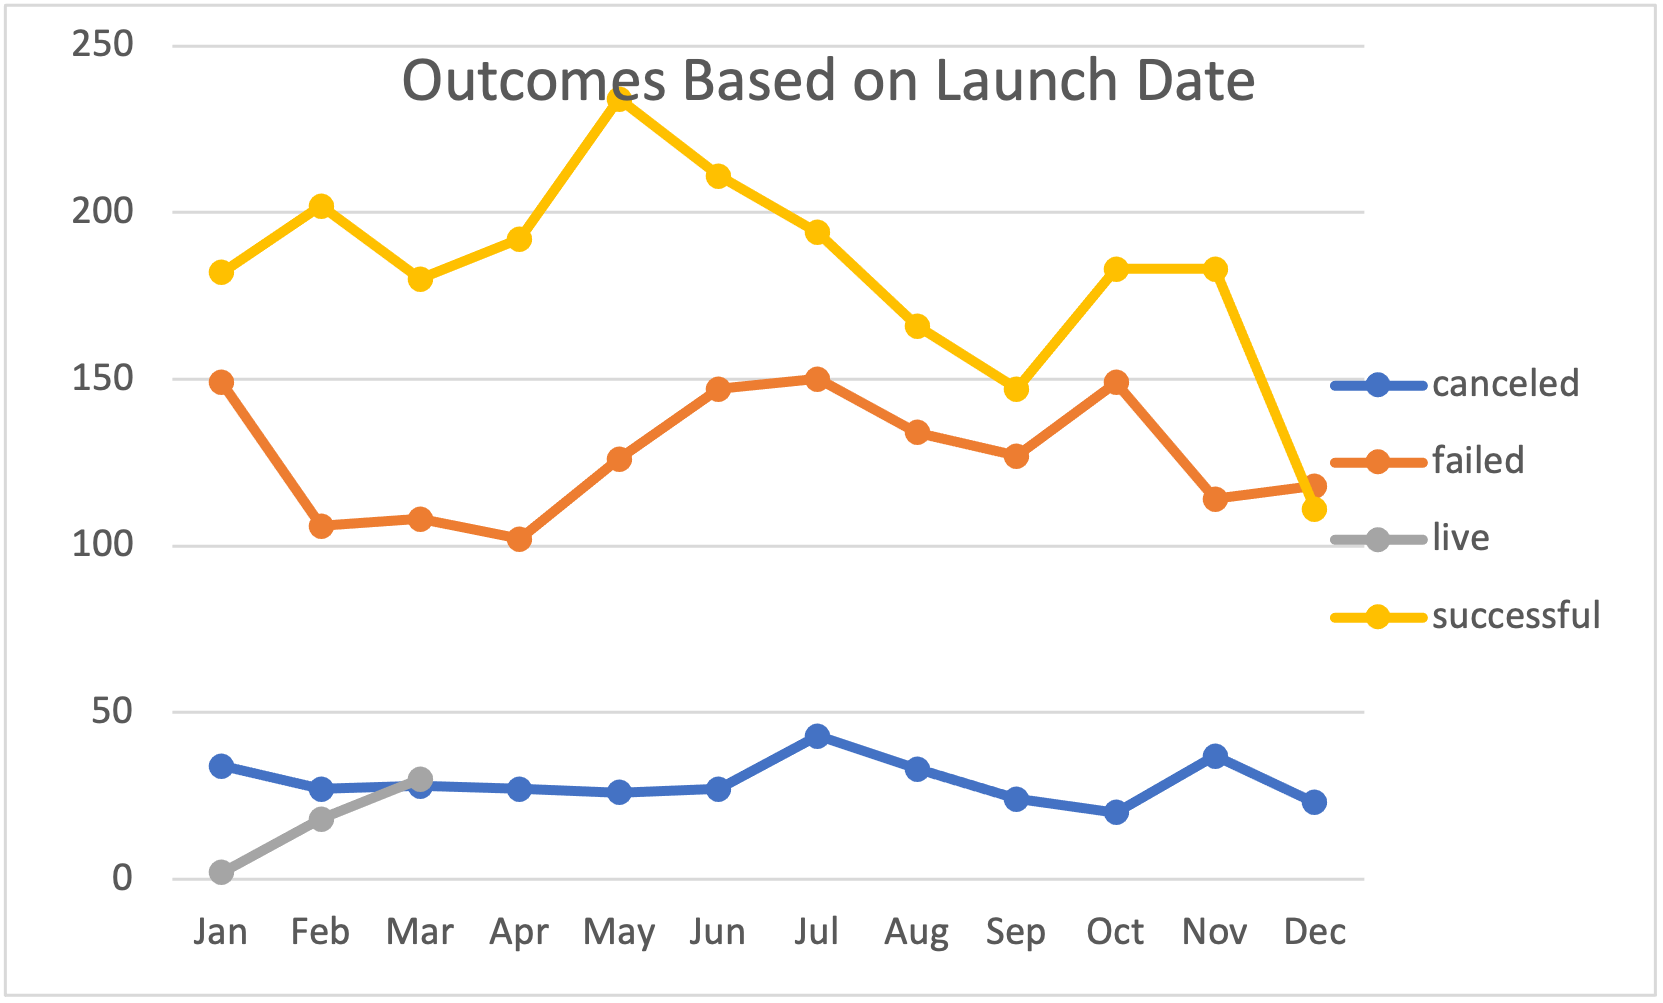 Outcomes Based on Launch Date
250
200
150
100
50
0
Jan Feb Mar Apr May Jun Jul Aug Sep Oct Nov Dec
canceled
failed
live
successful